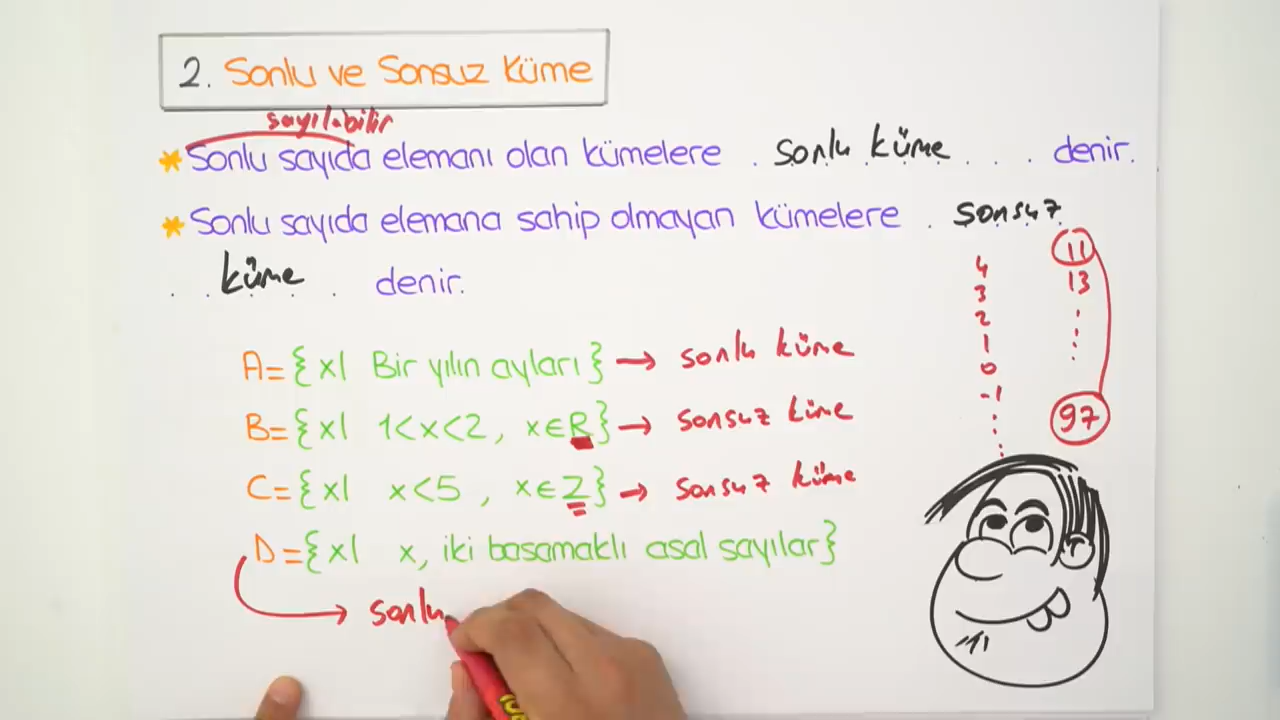 2. Sonlu ve Sonsuz Küme
sayılabilir
* Sonlu sayıda elemanı olan kümelere . sonlu küme . . . denir.
* Sonlu sayıda elemana sahip olmayan kümelere . sonsuz
. . küme . . denir.
4
3
2
1
0
-1
11
13
97
A={x| Bir yılın ayları} → sonlu küme
B={x| 1<x<2, x∈R} → sonsuz küme
C={x| x<5, x∈Z} → sonsuz küme
D={x| x, iki basamaklı asal sayılar}
→ sonlu